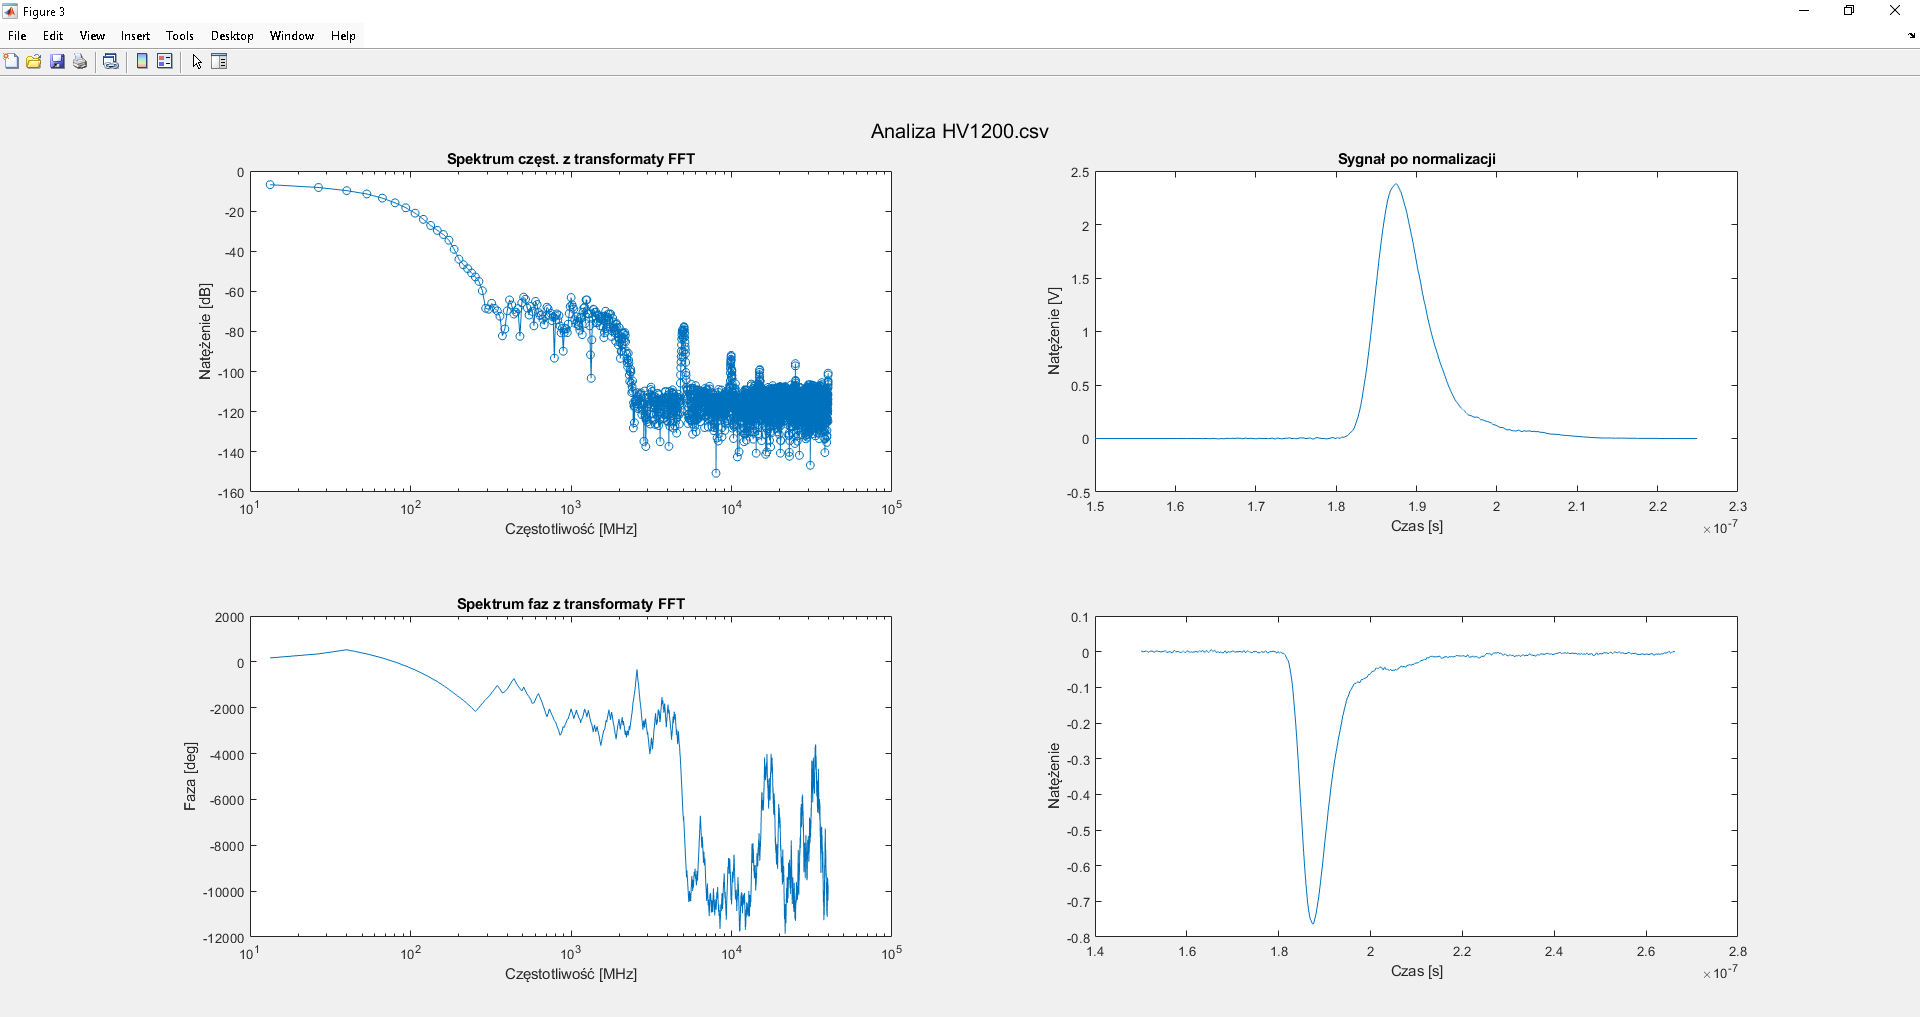 Figure 3
File Edit View Insert Tools Desktop Window Help
Analiza HV1200.csv
Spektrum częst. z transformaty FFT
Natężenie [dB]
0
-20
-40
-60
-80
-100
-120
-140
-160
10^1 10^2 10^3 10^4 10^5
Częstotliwość [MHz]
Sygnał po normalizacji
Natężenie [V]
2.5
2
1.5
1
0.5
0
-0.5
1.5 1.6 1.7 1.8 1.9 2 2.1 2.2 2.3
Czas [s]
×10^-7
Spektrum faz z transformaty FFT
Faza [deg]
2000
0
-2000
-4000
-6000
-8000
-10000
-12000
10^1 10^2 10^3 10^4 10^5
Częstotliwość [MHz]
Natężenie
0.1
0
-0.1
-0.2
-0.3
-0.4
-0.5
-0.6
-0.7
-0.8
1.4 1.6 1.8 2 2.2 2.4 2.6 2.8
Czas [s]
×10^-7